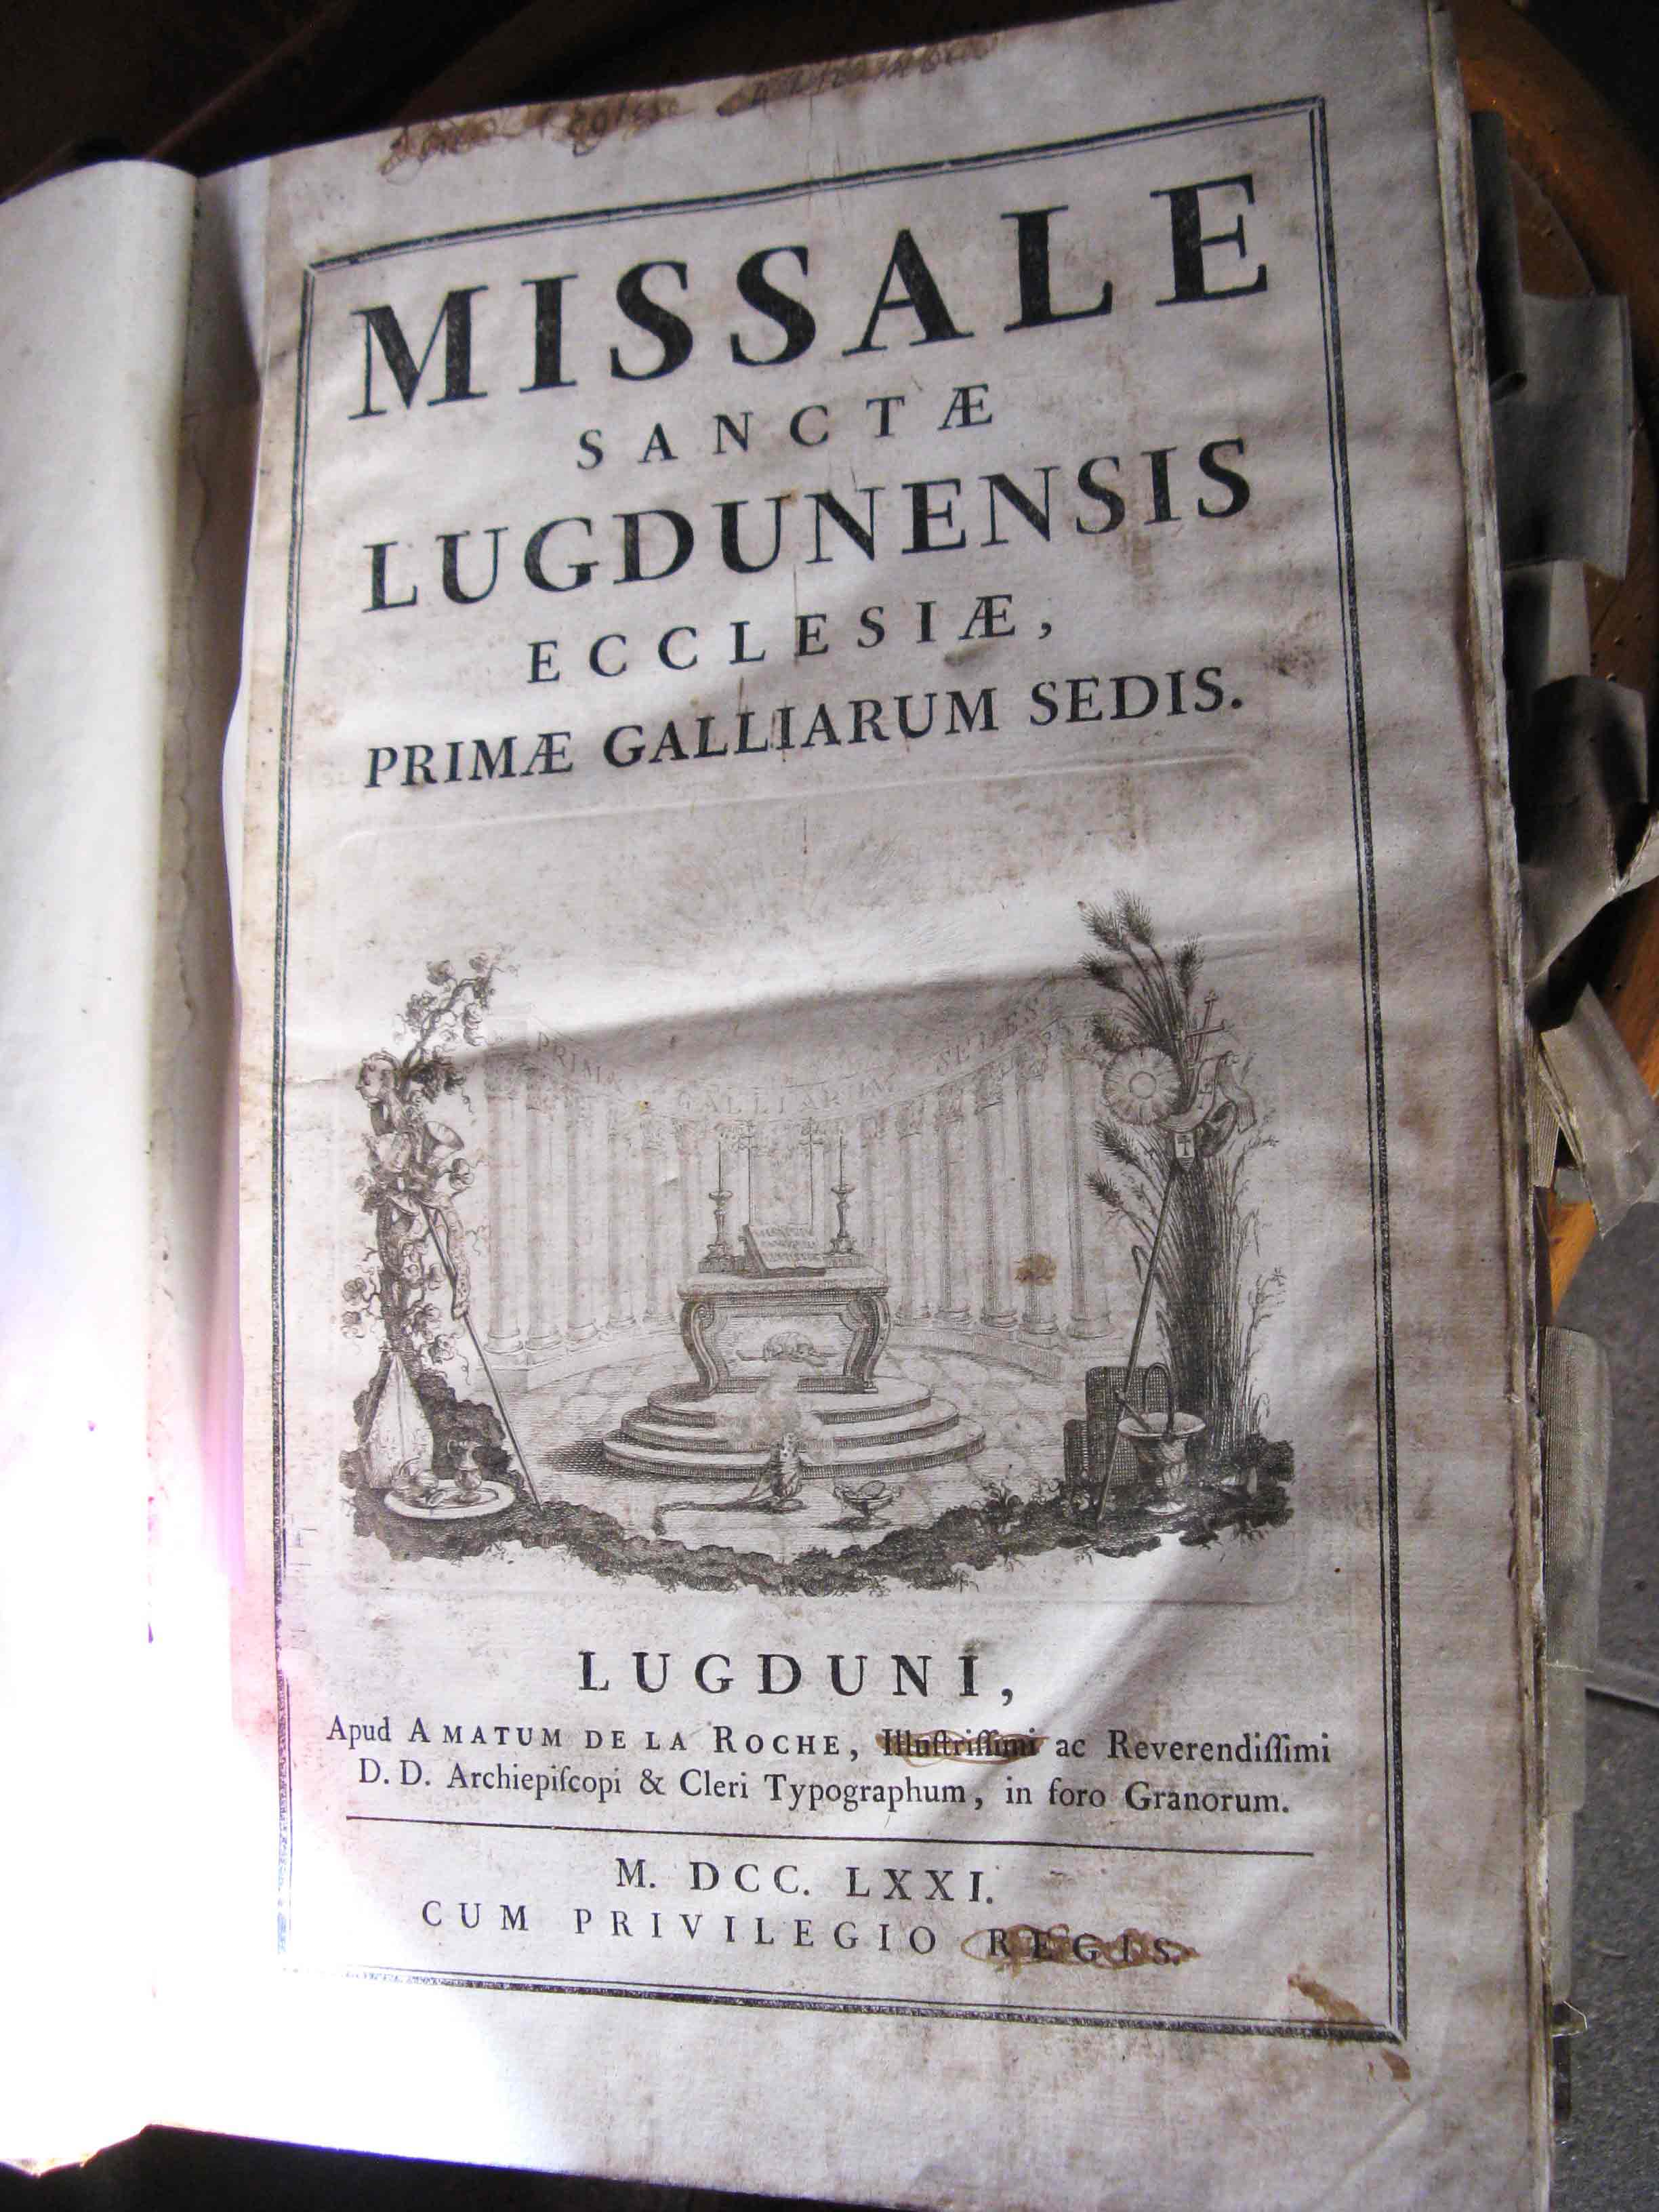 MISSALE
SANCTÆ
LUGDUNENSIS
ECCLESIÆ,
PRIMÆ GALLIARUM SEDIS.
PRIMA GALLIARUM SEDES
LUGDUNI,
Apud AMATUM DE LA ROCHE, Illuſtriſſimi ac Reverendiſſimi
D. D. Archiepiſcopi & Cleri Typographum, in foro Granorum.
M. DCC. LXXI.
CUM PRIVILEGIO REGIS.